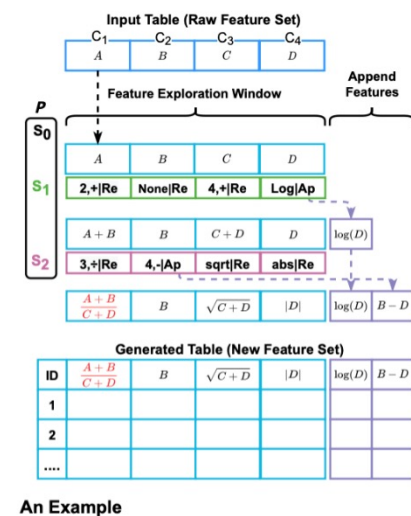 Input Table (Raw Feature Set)
C₁ C₂ C₃ C₄
A B C D
Feature Exploration Window
Append
Features
P
S₀
A B C D
S₁ 2,+|Re None|Re 4,+|Re Log|Ap
A + B B C + D D log(D)
S₂ 3,÷|Re 4,-|Ap sqrt|Re abs|Re
A + B / C + D B √C + D |D| log(D) B − D
Generated Table (New Feature Set)
ID A + B / C + D B √C + D |D| log(D) B − D
1
2
....
An Example